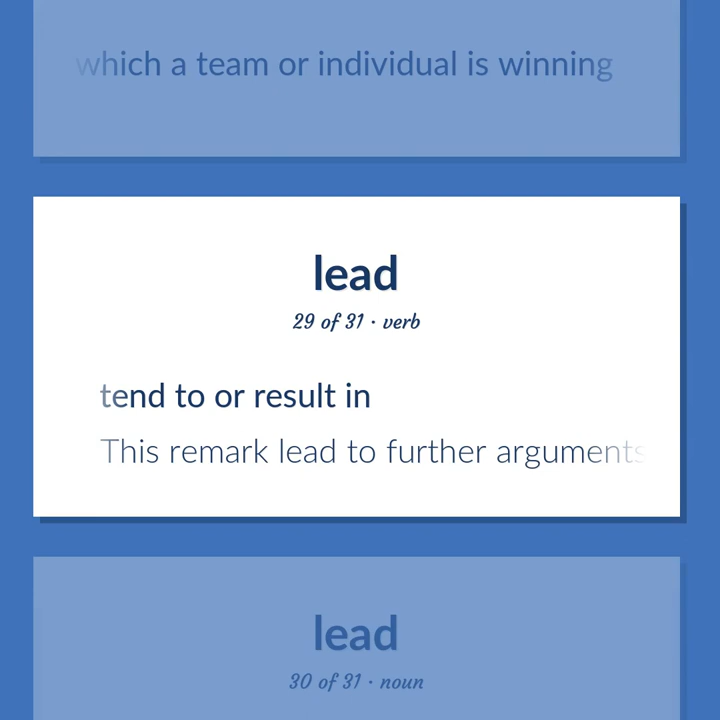 which a team or individual is winning
lead
29 of 31 · verb
tend to or result in
This remark lead to further arguments
lead
30 of 31 · noun